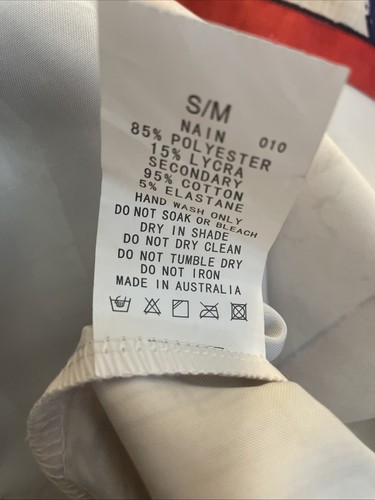 S/M
NAIN 010
85% POLYESTER
15% LYCRA
SECONDARY
95% COTTON
5% ELASTANE
HAND WASH ONLY
DO NOT SOAK OR BLEACH
DRY IN SHADE
DO NOT DRY CLEAN
DO NOT TUMBLE DRY
DO NOT IRON
MADE IN AUSTRALIA